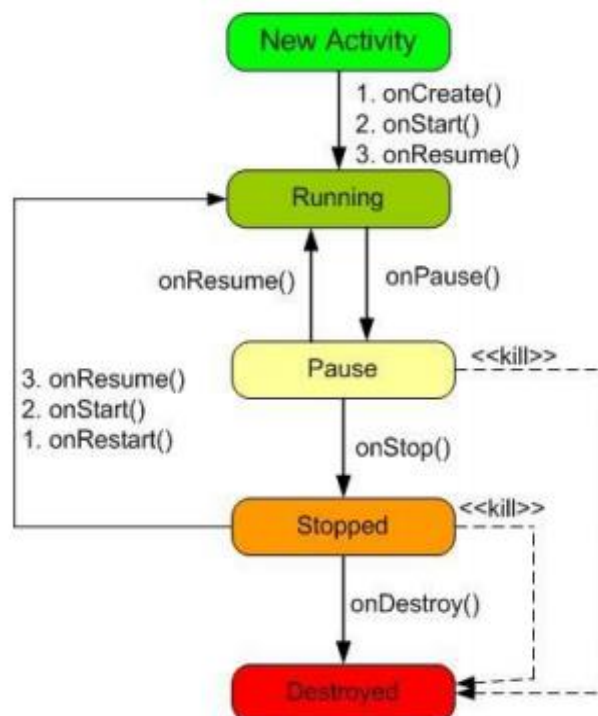 New Activity
1. onCreate()
2. onStart()
3. onResume()
Running
onResume()
onPause()
Pause
<<kill>>
3. onResume()
2. onStart()
1. onRestart()
onStop()
Stopped
<<kill>>
onDestroy()
Destroyed